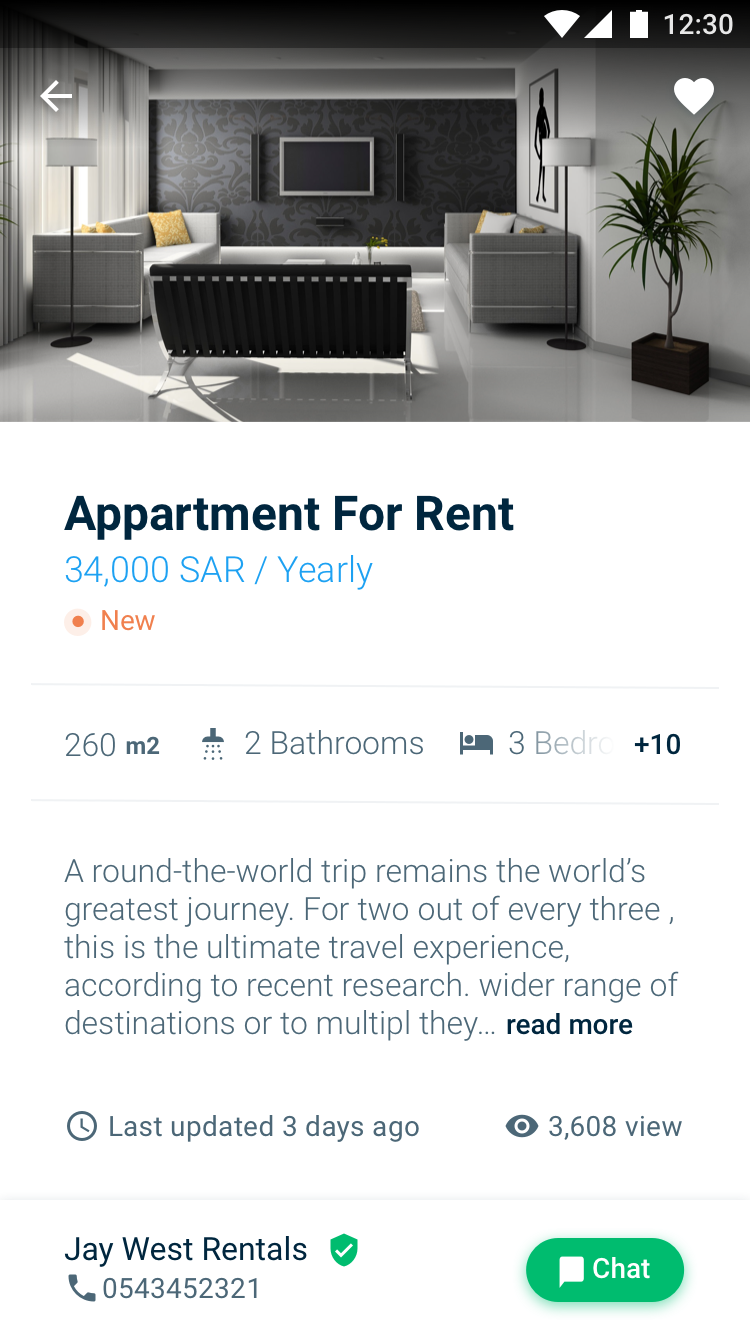 12:30
Appartment For Rent
34,000 SAR / Yearly
New
260 m2 2 Bathrooms 3 Bedro +10
A round-the-world trip remains the world’s
greatest journey. For two out of every three ,
this is the ultimate travel experience,
according to recent research. wider range of
destinations or to multipl they... read more
Last updated 3 days ago 3,608 view
Jay West Rentals
0543452321
Chat